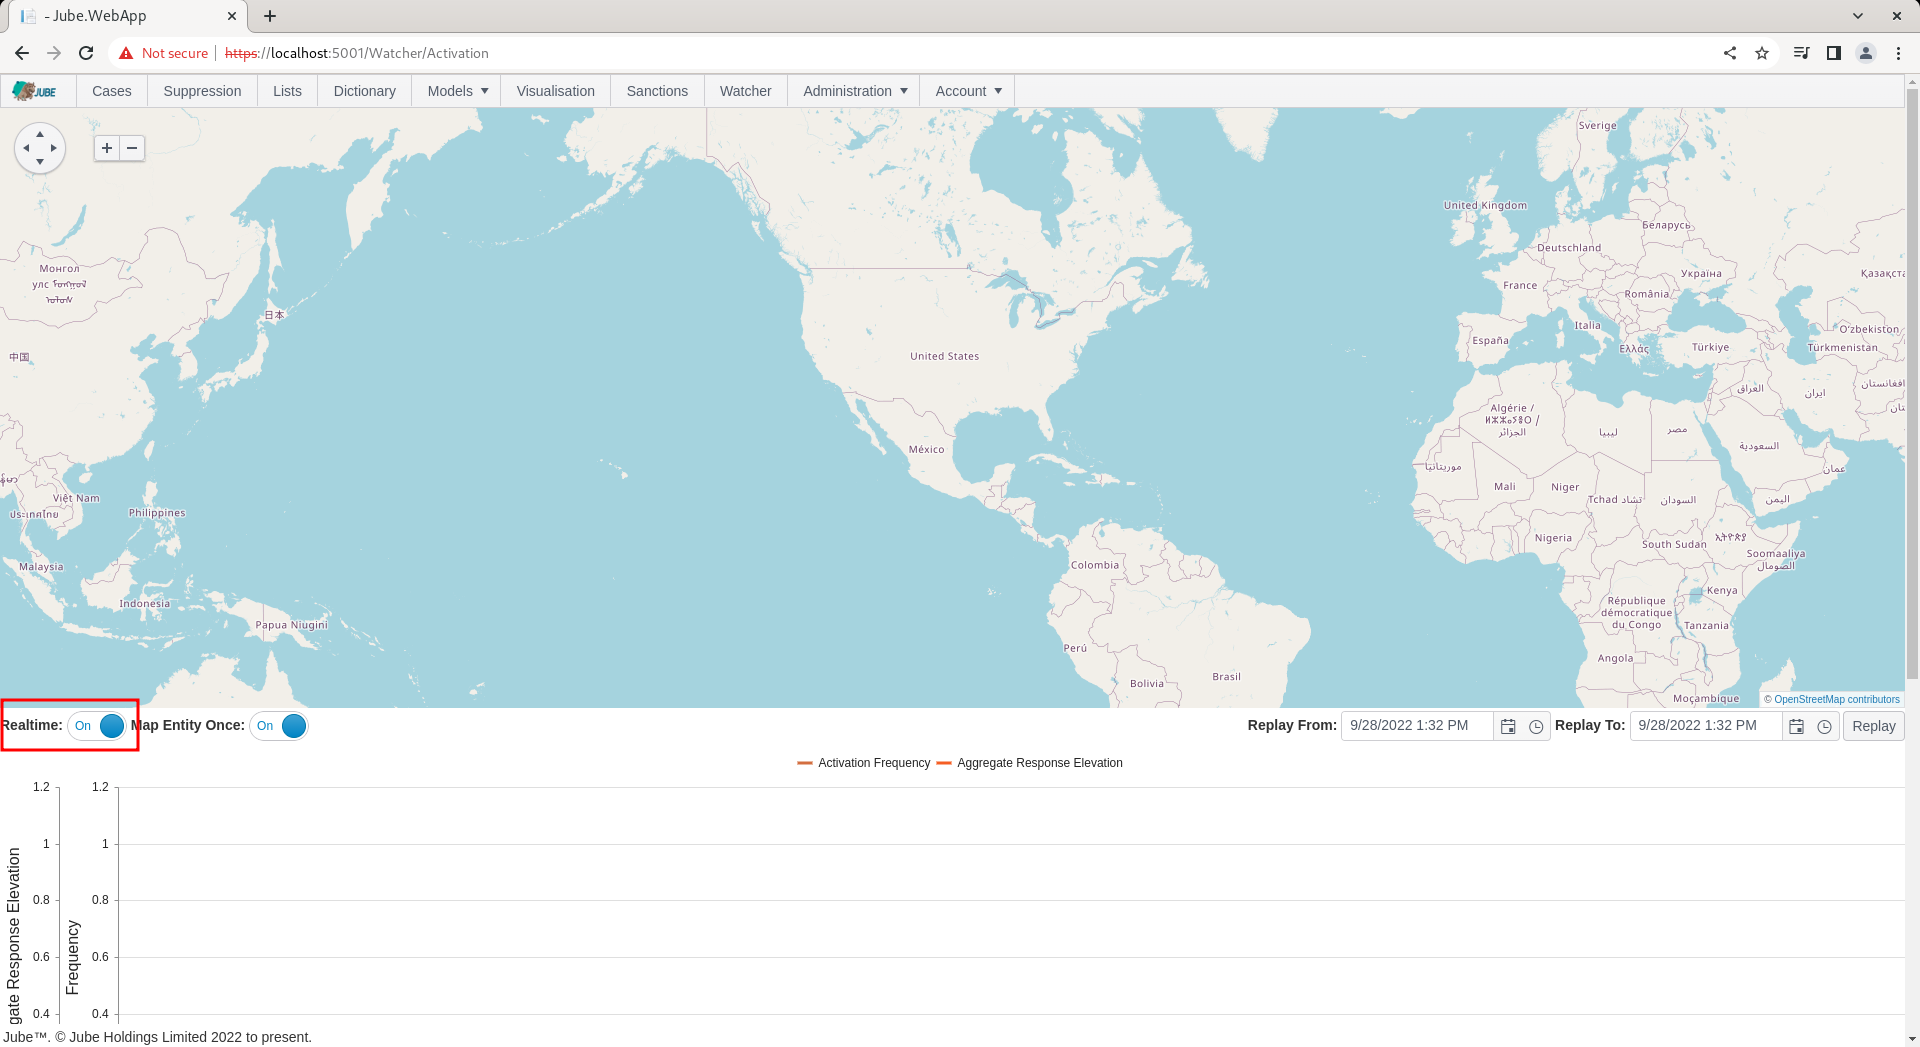 - Jube.WebApp
Not secure https://localhost:5001/Watcher/Activation
JUBE Cases Suppression Lists Dictionary Models Visualisation Sanctions Watcher Administration Account
Sverige
United Kingdom
Беларусь
Deutschland
Монгол
улс
Україна
France
România
日本
Italia
O'zbekiston
España
Ελλάς
Türkiye
Türkmenistan
中国
United States
افغانستان
العراق
ایران
Algérie /
ⵍⵣⵣⴰⵢⴻⵔ /
الجزائر
México
ليبيا
مصر
السعودية
عمان
موريتانيا
Mali
Niger
Việt Nam
Tchad تشاد
السودان
اليمن
ประเทศไทย
Philippines
Nigeria
South Sudan
ኢትዮጵያ
Soomaaliya
الصومال
Malaysia
Colombia
Kenya
Indonesia
République
démocratique
du Congo
Papua Niugini
Tanzania
Perú
Angola
Bolivia
Brasil
Moçambique
© OpenStreetMap contributors
Realtime: On Map Entity Once: On Replay From: 9/28/2022 1:32 PM Replay To: 9/28/2022 1:32 PM Replay
Activation Frequency Aggregate Response Elevation
1.2 1.2
1 1
0.8 0.8
0.6 0.6
0.4 0.4
gate Response Elevation
Frequency
Jube™. © Jube Holdings Limited 2022 to present.